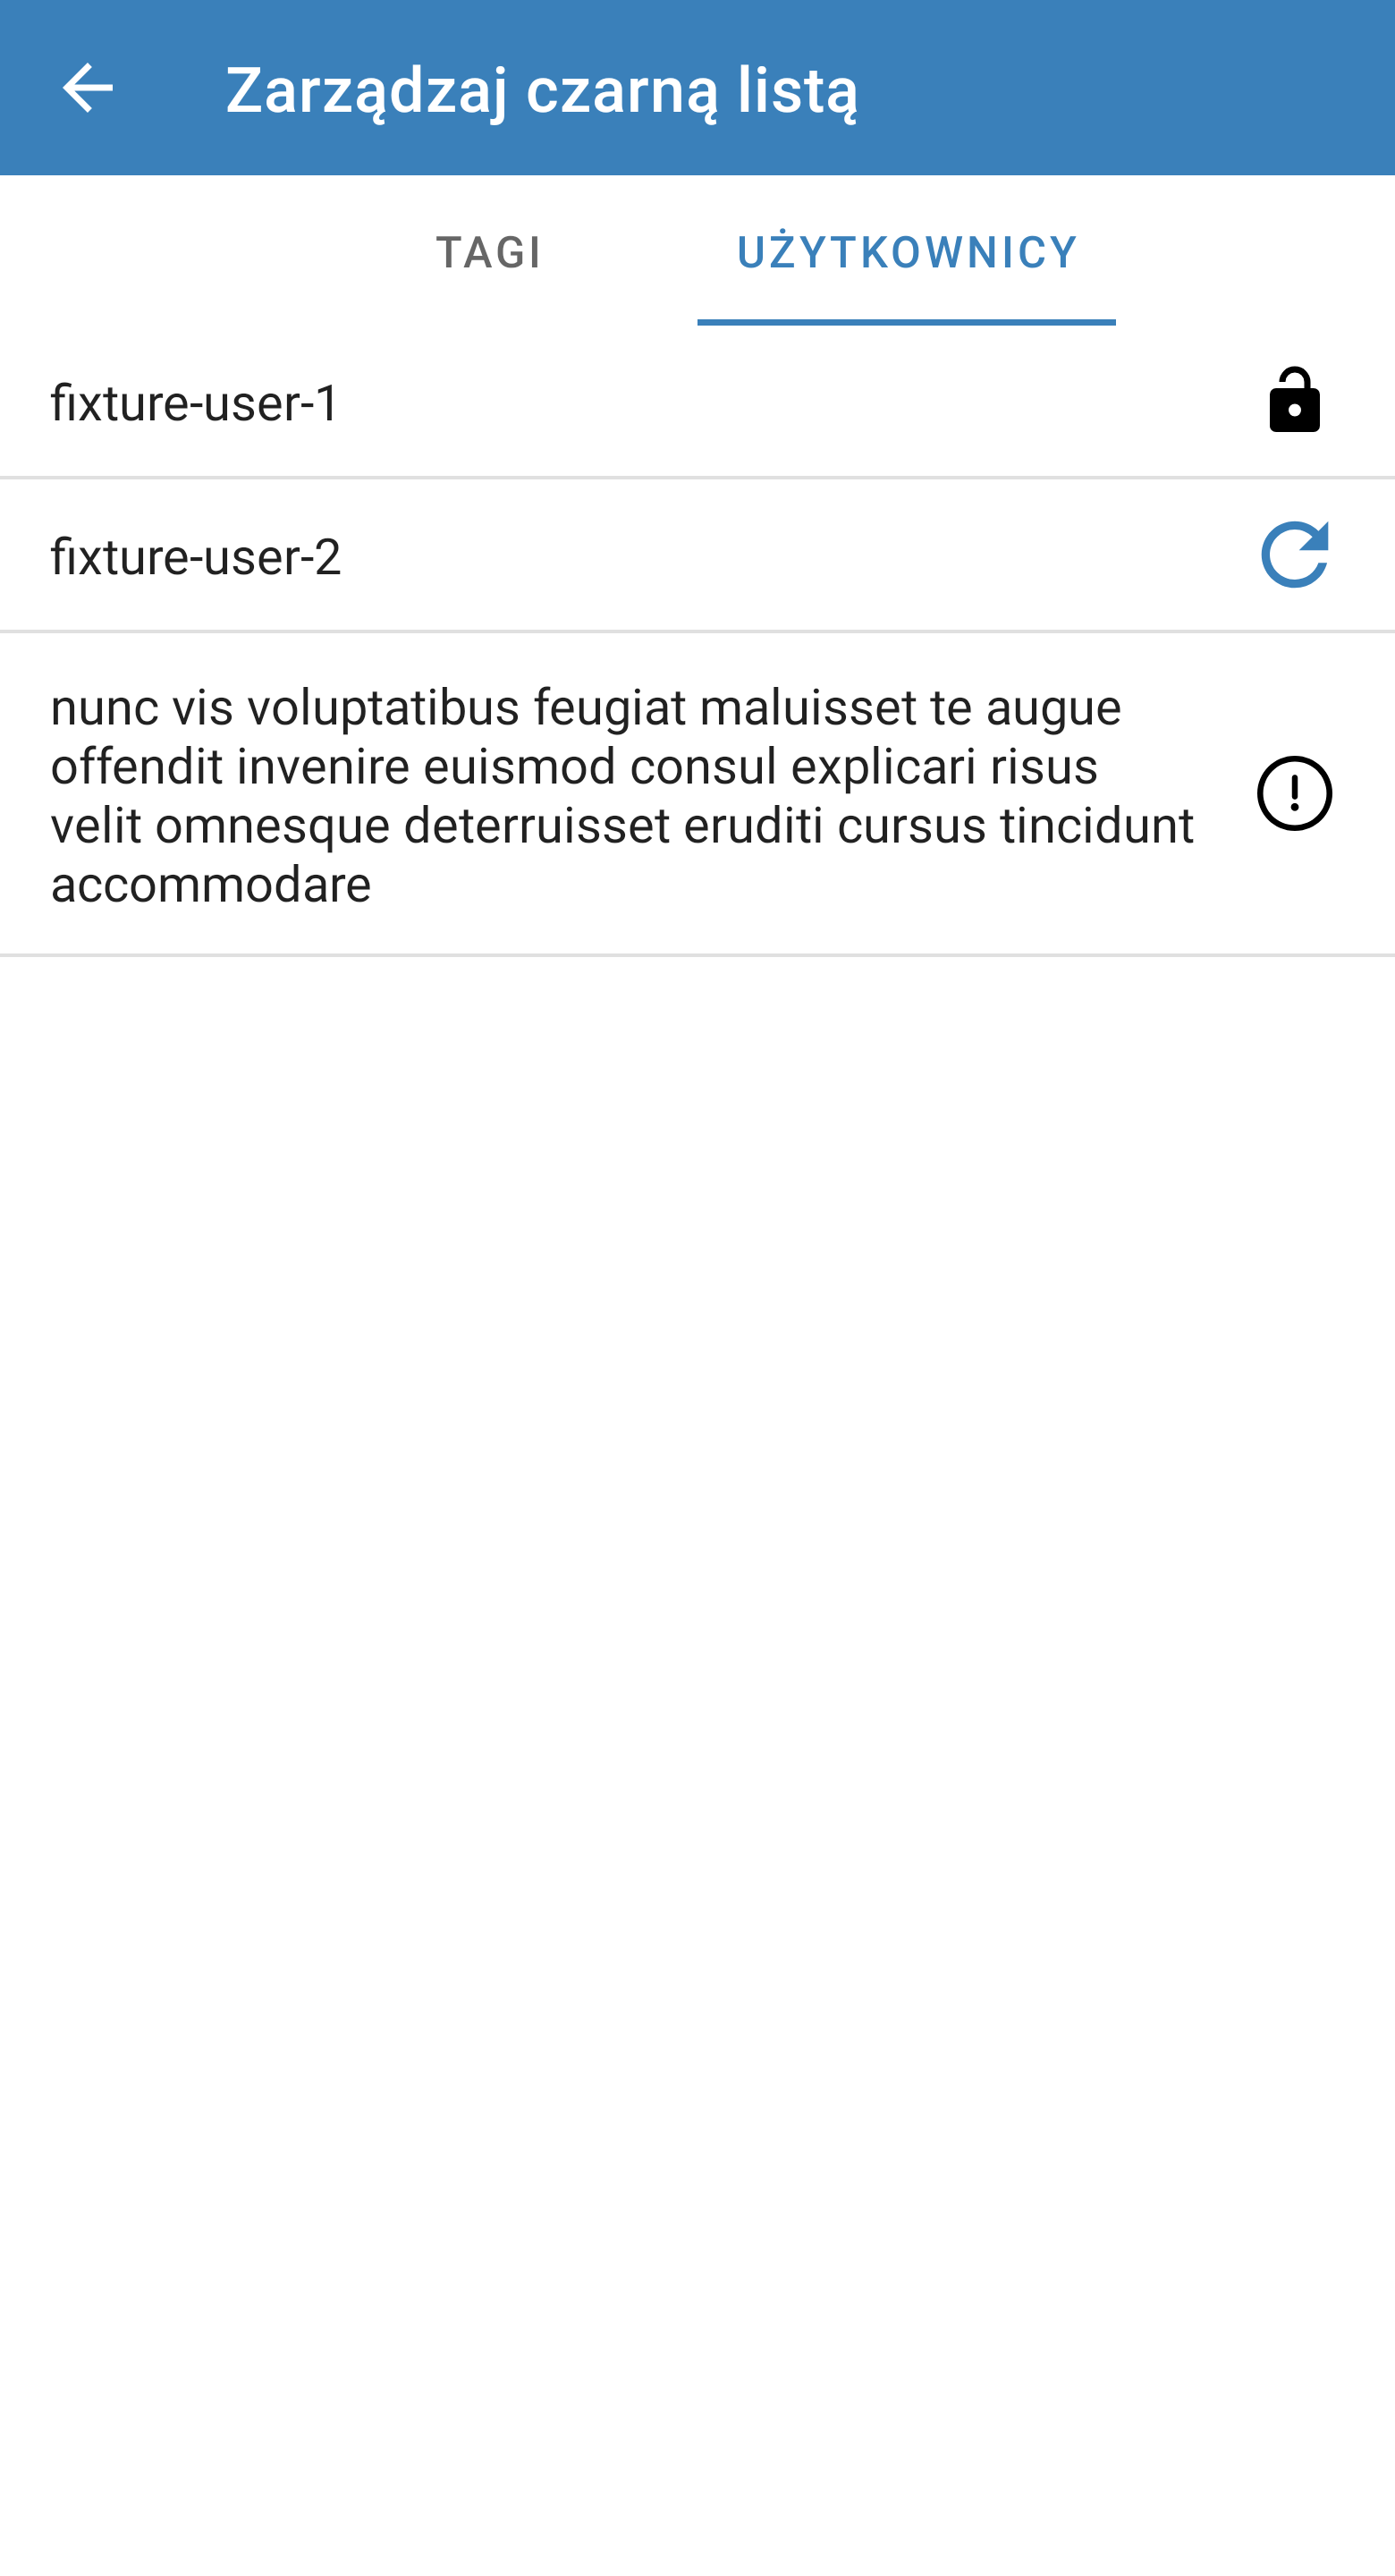 Zarządzaj czarną listą
TAGI
UŻYTKOWNICY
fixture-user-1
fixture-user-2
nunc vis voluptatibus feugiat maluisset te augue
offendit invenire euismod consul explicari risus
velit omnesque deterruisset eruditi cursus tincidunt
accommodare